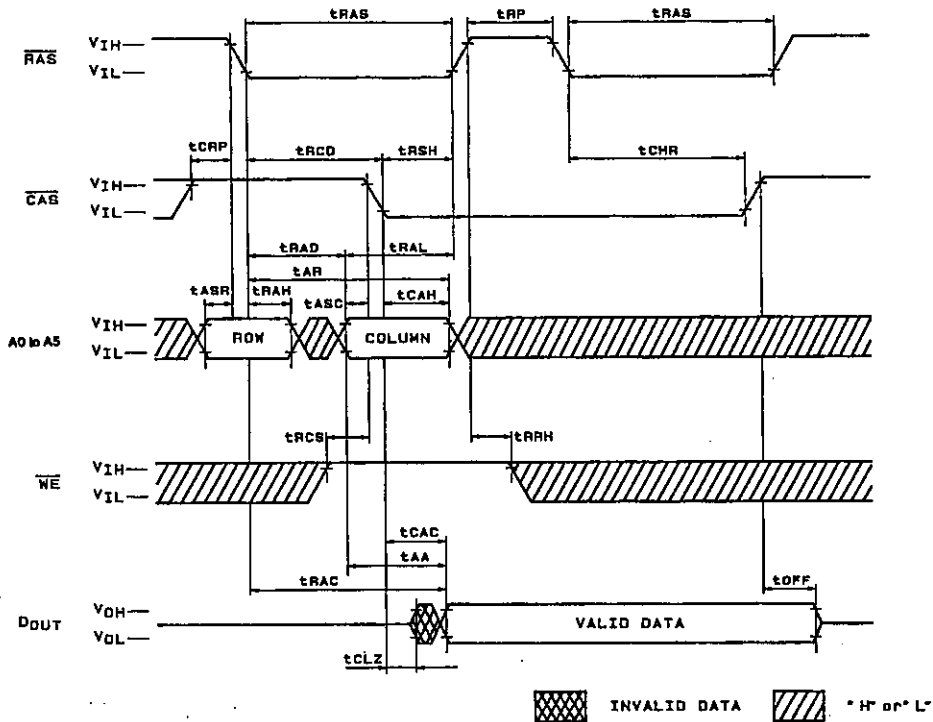 tRAS tRP tRAS
RAS VIH
VIL
tCRP tRCD tRSH tCHR
CAS VIH
VIL
tRAD tRAL
tAR
tASR tRAH tASC tCAH
A0 to A5 VIH
VIL
ROW COLUMN
tRCS tRRH
WE VIH
VIL
tCAC
tAA
tRAC tOFF
DOUT VOH
VOL
VALID DATA
tCLZ
INVALID DATA "H" or "L"